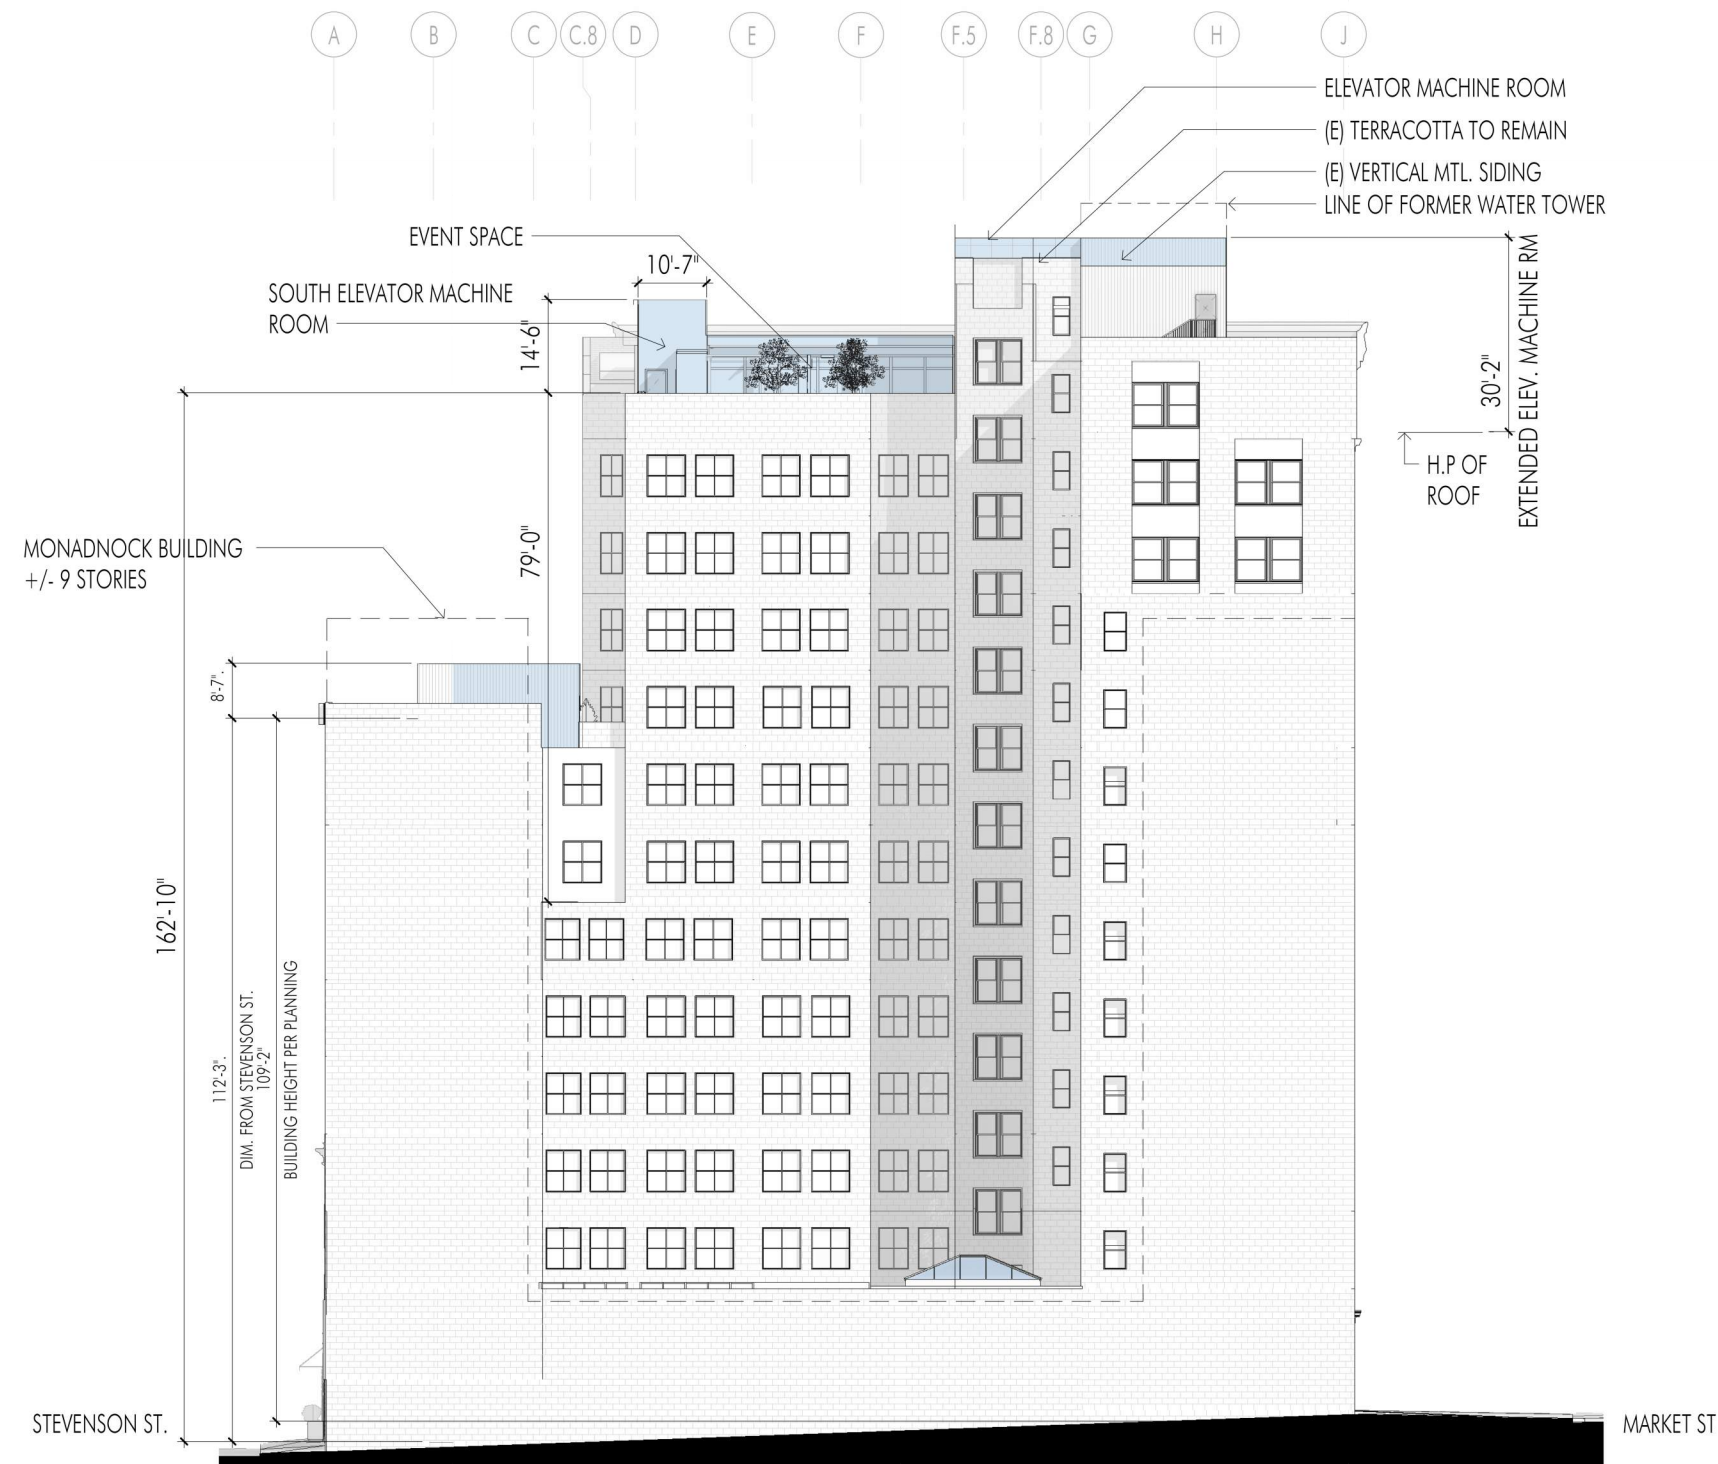 A
B
C
C.8
D
E
F
F.5
F.8
G
H
J
ELEVATOR MACHINE ROOM
(E) TERRACOTTA TO REMAIN
(E) VERTICAL MTL. SIDING
LINE OF FORMER WATER TOWER
EVENT SPACE
10'-7"
SOUTH ELEVATOR MACHINE
ROOM
14'-6"
30'-2"
EXTENDED ELEV. MACHINE RM
H.P OF
ROOF
79'-0"
MONADNOCK BUILDING
+/- 9 STORIES
8'-7".
162'-10"
112'-3".
DIM. FROM STEVENSON ST.
109'-2"
BUILDING HEIGHT PER PLANNING
STEVENSON ST.
MARKET ST